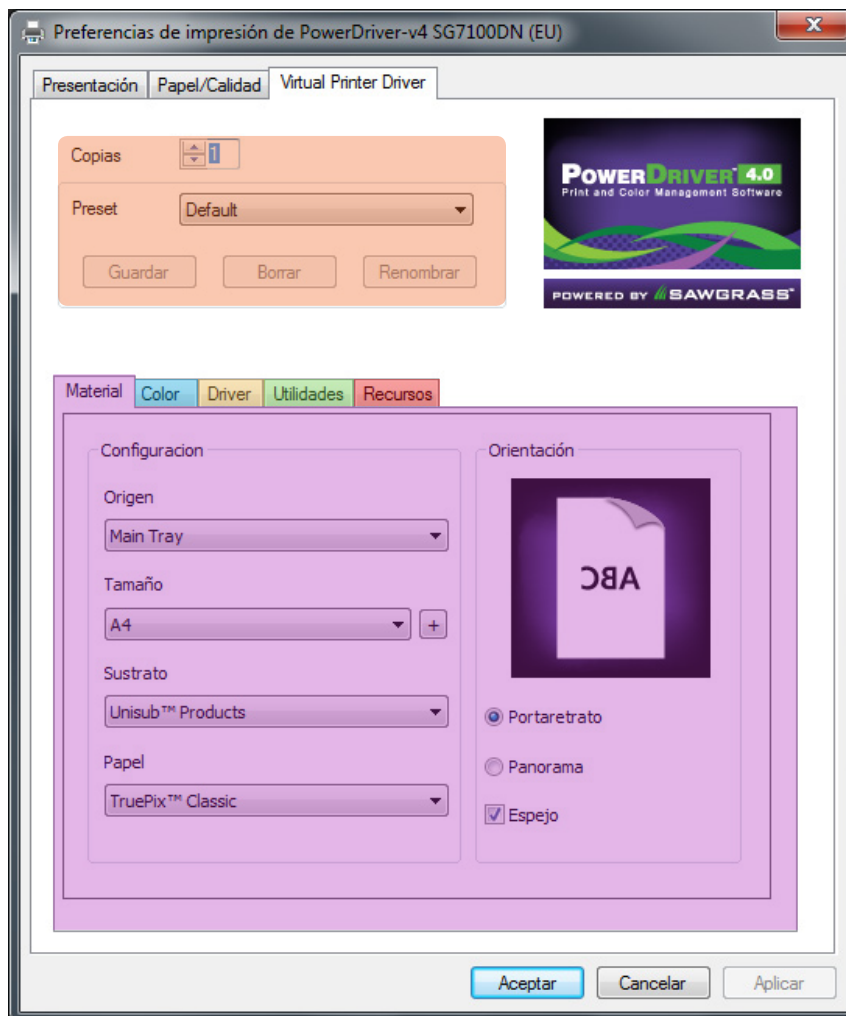 Preferencias de impresión de PowerDriver-v4 SG7100DN (EU)
Presentación Papel/Calidad Virtual Printer Driver
Copias 1
Preset Default
Guardar Borrar Renombrar
POWERDRIVER™ 4.0
Print and Color Management Software
POWERED BY SAWGRASS™
Material Color Driver Utilidades Recursos
Configuracion
Origen
Main Tray
Tamaño
A4 +
Sustrato
Unisub™ Products
Papel
TruePix™ Classic
Orientación
ABC
Portaretrato
Panorama
Espejo
Aceptar Cancelar Aplicar